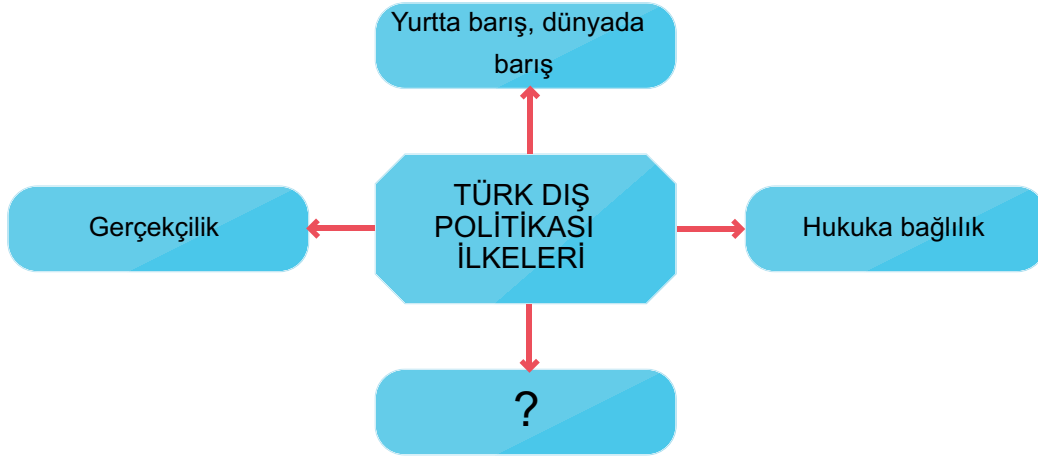 Yurtta barış, dünyada
barış
TÜRK DIŞ
POLİTİKASI
İLKELERİ
Gerçekçilik
Hukuka bağlılık
?